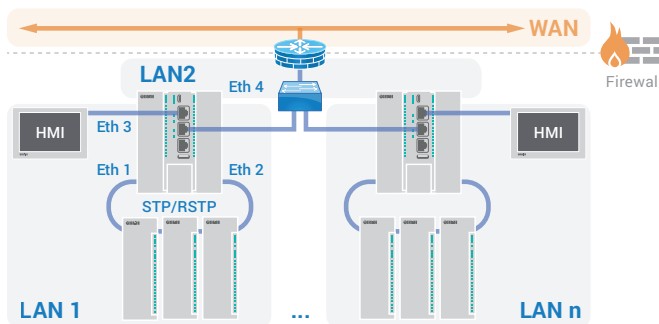 WAN
Firewall
LAN2
Eth 4
HMI
Eth 3
HMI
Eth 1
Eth 2
STP/RSTP
LAN 1
...
LAN n